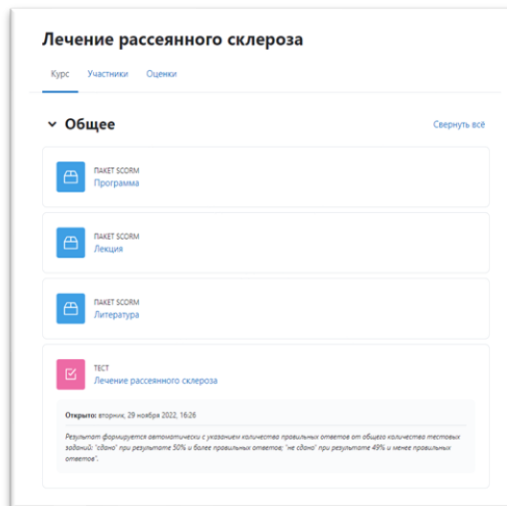 Лечение рассеянного склероза
Курс Участники Оценки
Общее Свернуть всё
ПАКЕТ SCORM
Программа
ПАКЕТ SCORM
Лекция
ПАКЕТ SCORM
Литература
ТЕСТ
Лечение рассеянного склероза
Открыто: вторник, 29 ноября 2022, 16:26
Результат формируется автоматически с указанием количества правильных ответов от общего количества тестовых
заданий: "сдано" при результате 50% и более правильных ответов; "не сдано" при результате 49% и менее правильных
ответов".